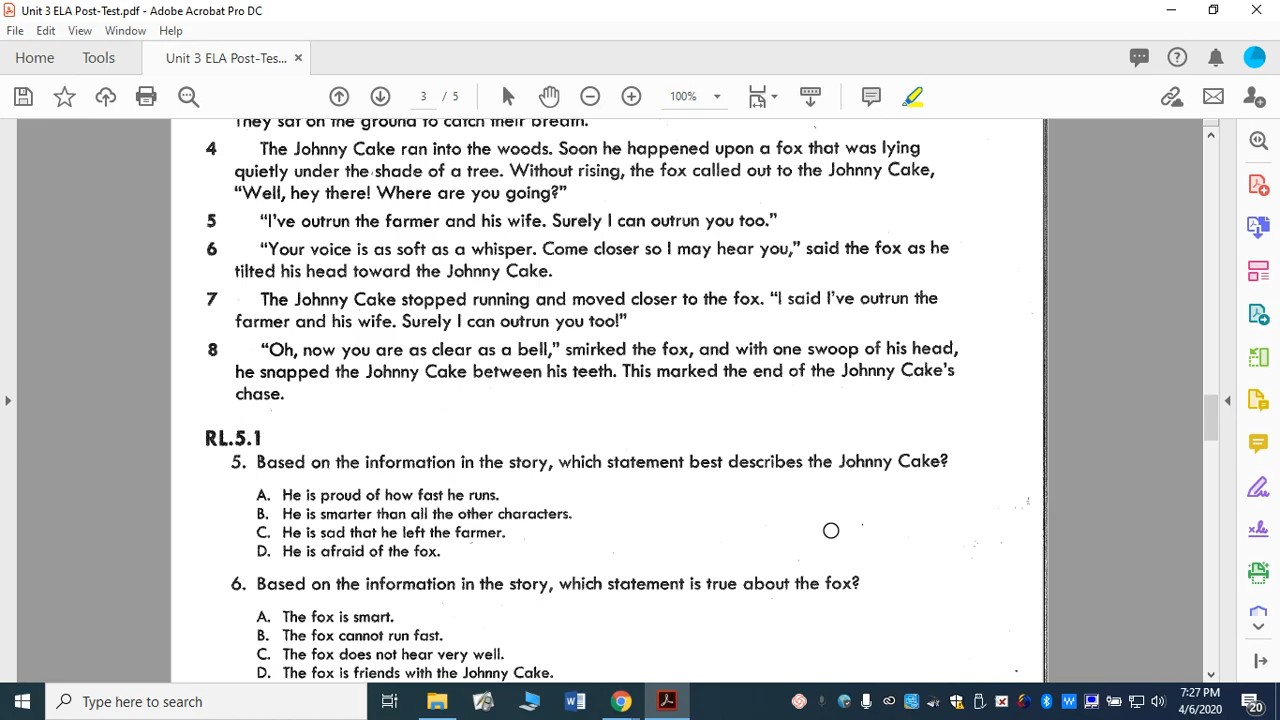 Unit 3 ELA Post-Test.pdf - Adobe Acrobat Pro DC
File Edit View Window Help
Home Tools Unit 3 ELA Post-Tes... ×
3 / 5 100%
They sat on the ground to catch their breath.
4 The Johnny Cake ran into the woods. Soon he happened upon a fox that was lying
quietly under the shade of a tree. Without rising, the fox called out to the Johnny Cake,
“Well, hey there! Where are you going?”
5 “I’ve outrun the farmer and his wife. Surely I can outrun you too.”
6 “Your voice is as soft as a whisper. Come closer so I may hear you,” said the fox as he
tilted his head toward the Johnny Cake.
7 The Johnny Cake stopped running and moved closer to the fox. “I said I’ve outrun the
farmer and his wife. Surely I can outrun you too!”
8 “Oh, now you are as clear as a bell,” smirked the fox, and with one swoop of his head,
he snapped the Johnny Cake between his teeth. This marked the end of the Johnny Cake’s
chase.
RL.5.1
5. Based on the information in the story, which statement best describes the Johnny Cake?
A. He is proud of how fast he runs.
B. He is smarter than all the other characters.
C. He is sad that he left the farmer.
D. He is afraid of the fox.
6. Based on the information in the story, which statement is true about the fox?
A. The fox is smart.
B. The fox cannot run fast.
C. The fox does not hear very well.
D. The fox is friends with the Johnny Cake.
Type here to search
7:27 PM
4/6/2020
20